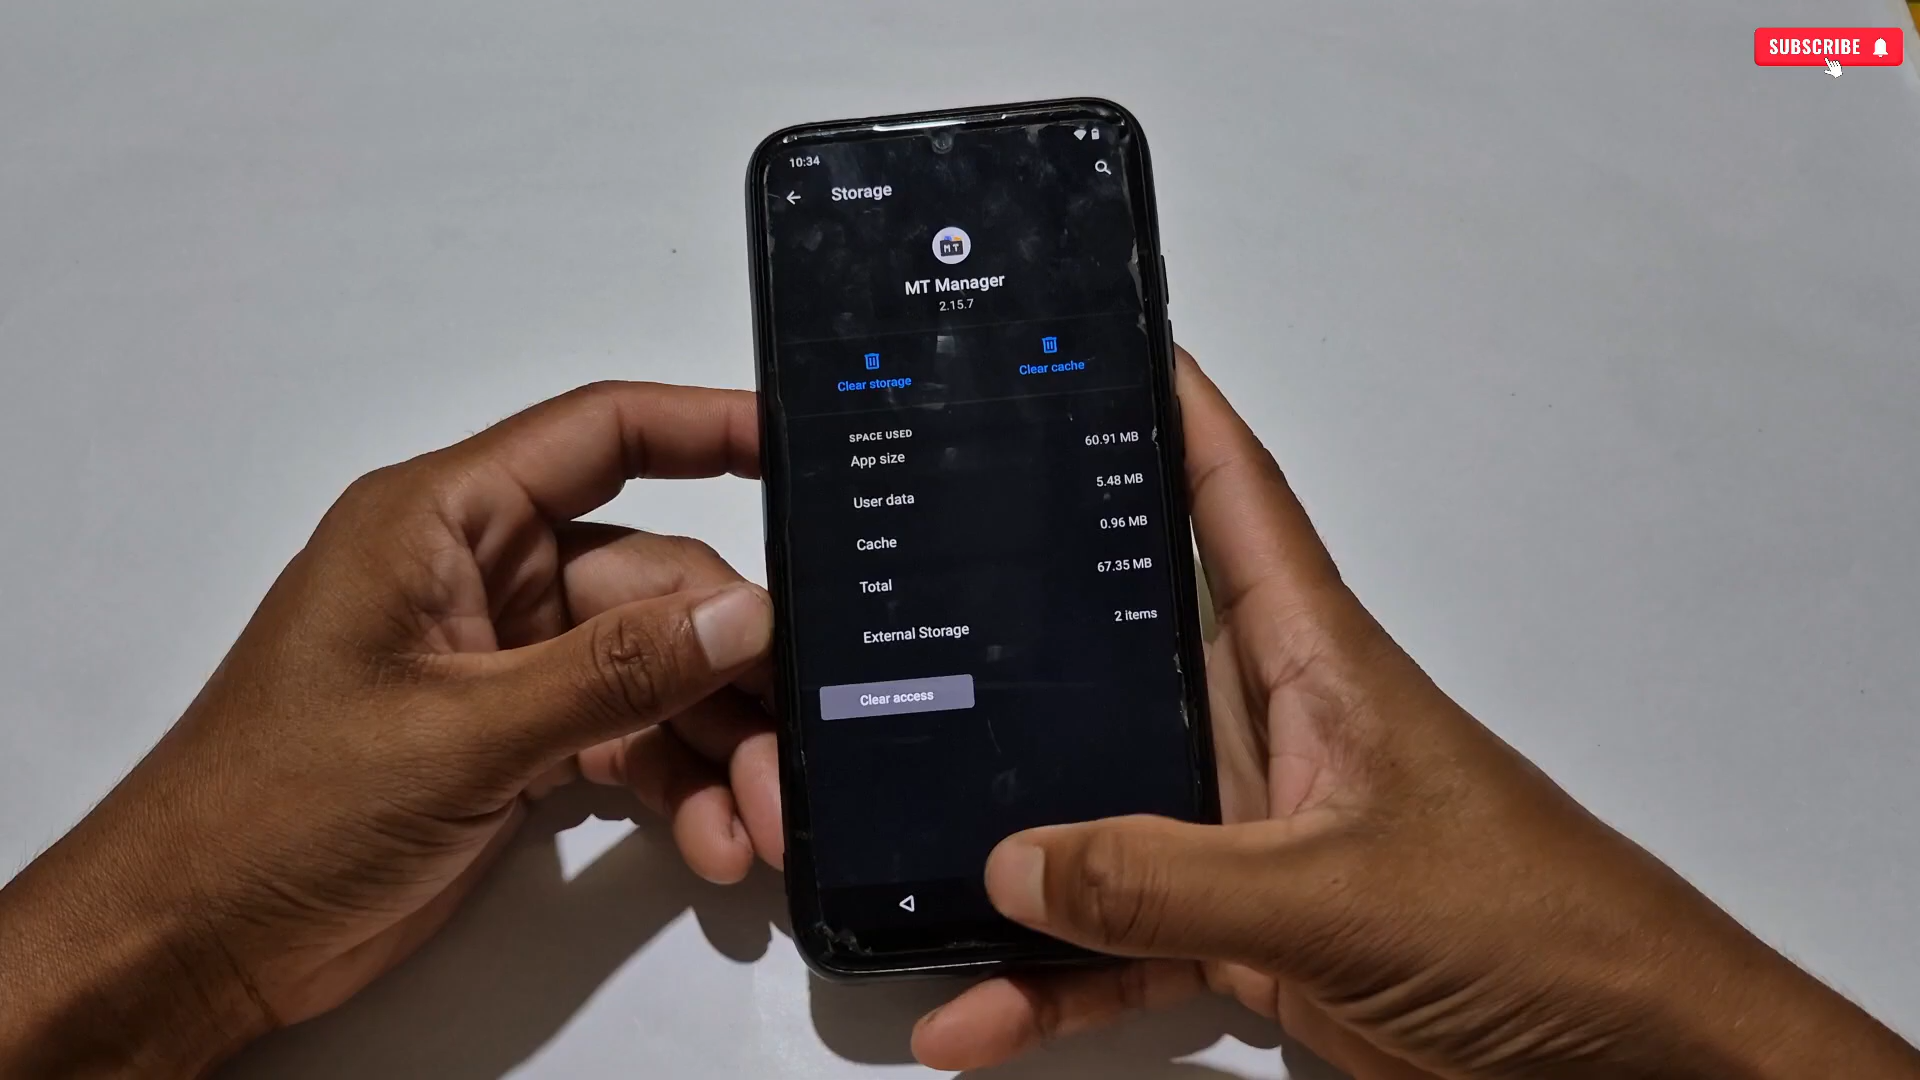 SUBSCRIBE
10:34
Storage
MT
MT Manager
2.15.7
Clear storage
Clear cache
SPACE USED
App size
60.91 MB
User data
5.48 MB
Cache
0.96 MB
Total
67.35 MB
External Storage
2 items
Clear access